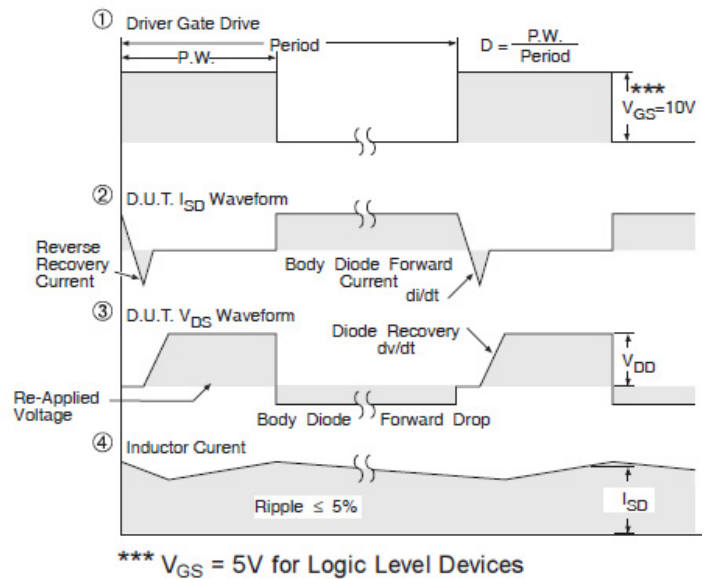 ① Driver Gate Drive
P.W.
Period
D = P.W.
Period
***
VGS=10V
② D.U.T. ISD Waveform
Reverse
Recovery
Current
Body Diode Forward
Current
di/dt
③ D.U.T. VDS Waveform
Diode Recovery
dv/dt
VDD
Re-Applied
Voltage
Body Diode Forward Drop
④ Inductor Curent
Ripple ≤ 5%
ISD
*** VGS = 5V for Logic Level Devices